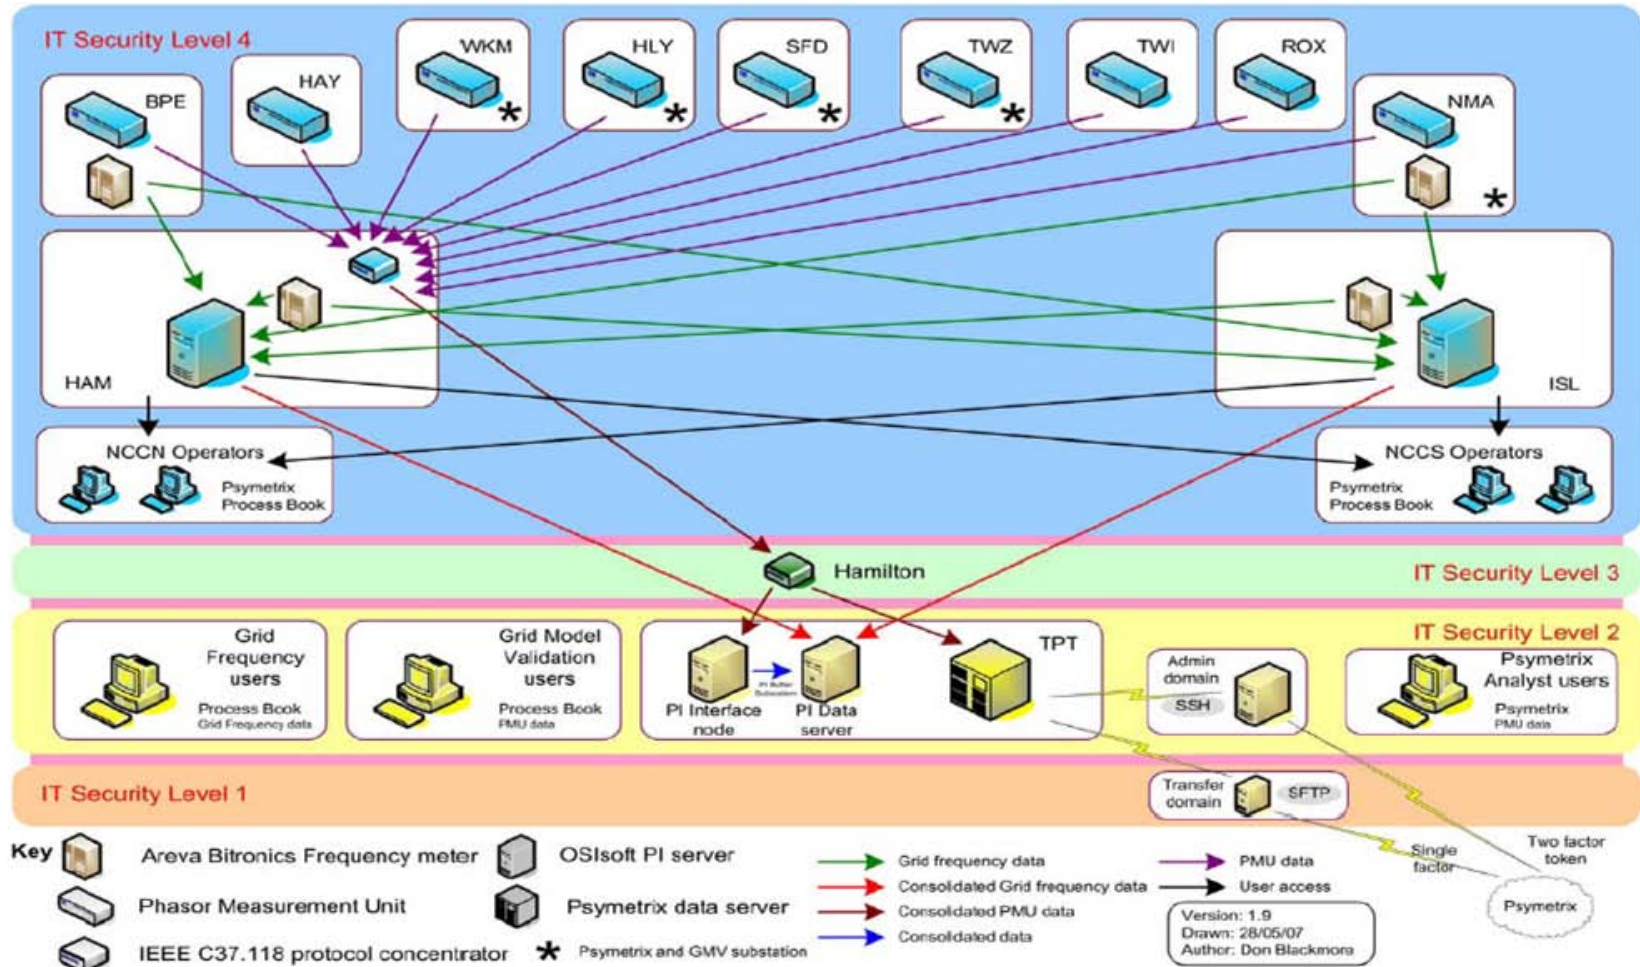 IT Security Level 4
BPE
HAY
WKM
*
HLY
*
SFD
*
TWZ
*
TWI
ROX
NMA
*
HAM
ISL
NCCN Operators
Psymetrix
Process Book
NCCS Operators
Psymetrix
Process Book
Hamilton
IT Security Level 3
IT Security Level 2
Grid
Frequency
users
Process Book
Grid Frequency data
Grid Model
Validation
users
Process Book
PMU data
PI Interface
node
PI Data
server
TPT
Admin
domain
SSH
Psymetrix
Analyst users
Psymetrix
PMU data
IT Security Level 1
Transfer
domain
SFTP
Single
factor
Two factor
token
Psymetrix
Key
Areva Bitronics Frequency meter
Phasor Measurement Unit
IEEE C37.118 protocol concentrator
OSIsoft PI server
Psymetrix data server
* Psymetrix and GMV substation
Grid frequency data
Consolidated Grid frequency data
Consolidated PMU data
Consolidated data
PMU data
User access
Version: 1.9
Drawn: 28/05/07
Author: Don Blackmore